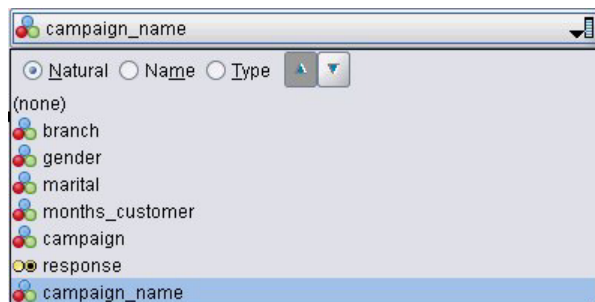 campaign_name
Natural Name Type
(none)
branch
gender
marital
months_customer
campaign
response
campaign_name